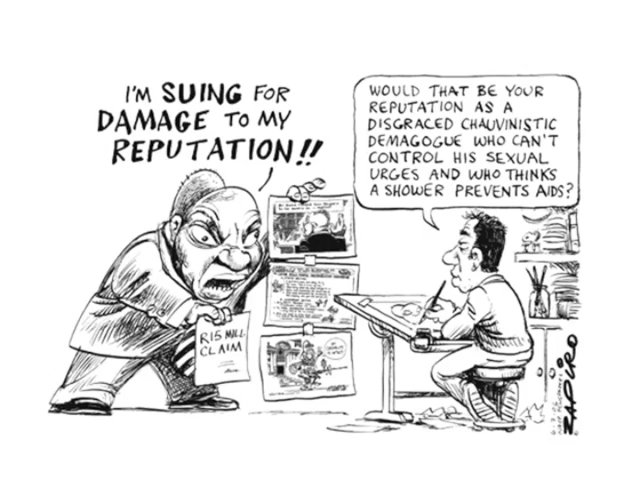 I'M SUING FOR
DAMAGE TO MY
REPUTATION!!
WOULD THAT BE YOUR
REPUTATION AS A
DISGRACED CHAUVINISTIC
DEMAGOGUE WHO CAN'T
CONTROL HIS SEXUAL
URGES AND WHO THINKS
A SHOWER PREVENTS AIDS?
R15 MILL.
CLAIM
ZAPIRO